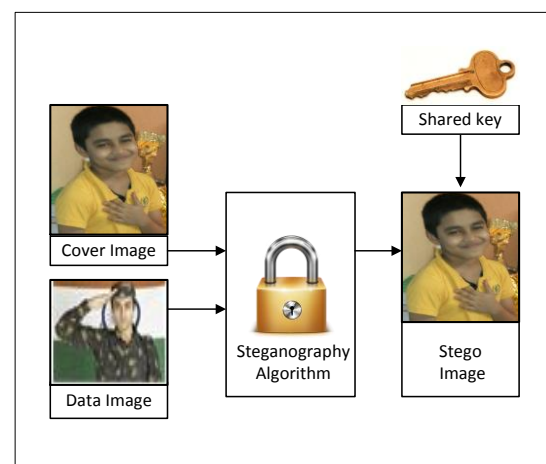 Shared key
Cover Image
Steganography
Algorithm
Stego
Image
Data Image